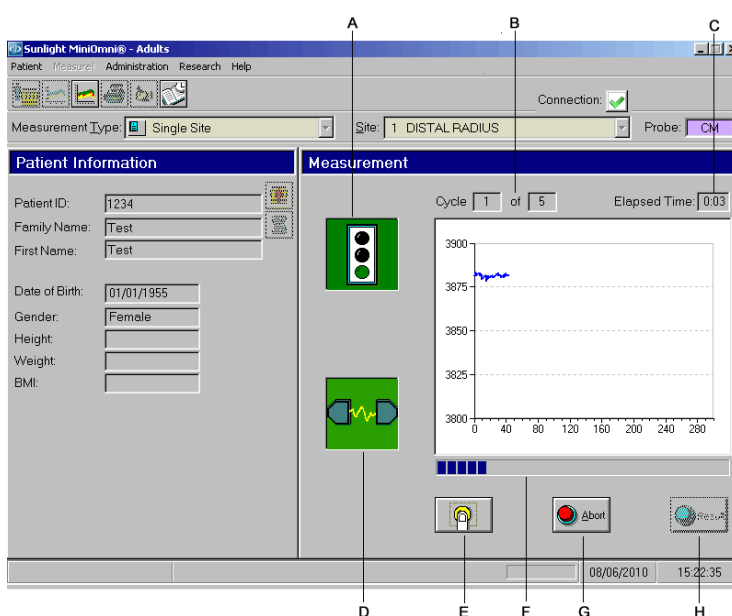 A B C
Sunlight MiniOmni® - Adults
Patient Measure! Administration Research Help
Connection:
Measurement Type: Single Site Site: 1 DISTAL RADIUS Probe: CM
Patient Information Measurement
Patient ID: 1234 Cycle 1 of 5 Elapsed Time: 0:03
Family Name: Test
First Name: Test
Date of Birth: 01/01/1955
Gender: Female
Height:
Weight:
BMI:
3900
3875
3850
3825
3800
0 40 80 120 160 200 240 280
Abort Result
08/06/2010 15:22:35
D E F G H